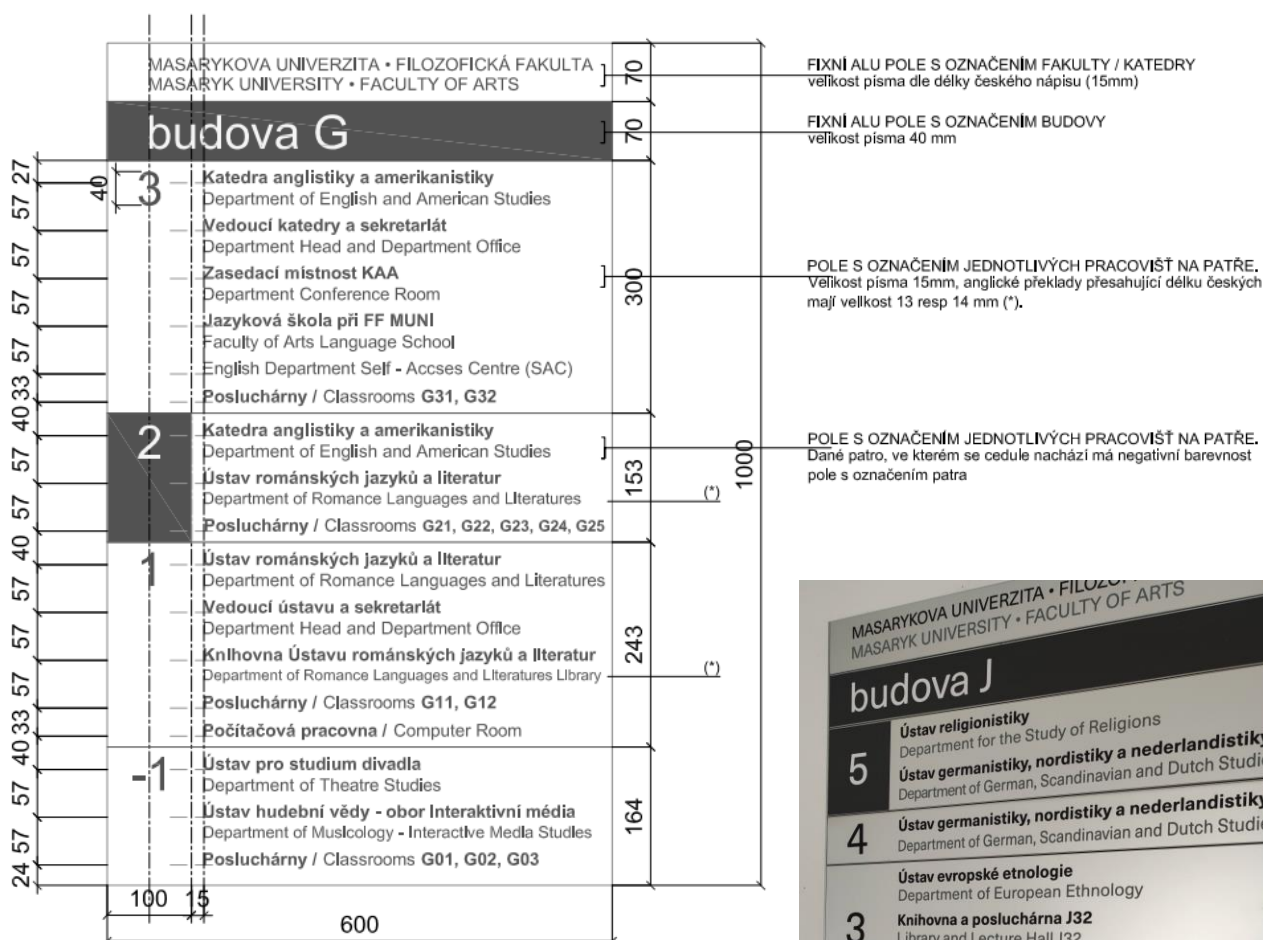 MASARYKOVA UNIVERZITA • FILOZOFICKÁ FAKULTA
MASARYK UNIVERSITY • FACULTY OF ARTS
budova G
3
Katedra anglistiky a amerikanistiky
Department of English and American Studies
Vedoucí katedry a sekretariát
Department Head and Department Office
Zasedací místnost KAA
Department Conference Room
Jazyková škola při FF MUNI
Faculty of Arts Language School
English Department Self - Accses Centre (SAC)
Posluchárny / Classrooms G31, G32
2
Katedra anglistiky a amerikanistiky
Department of English and American Studies
Ústav románských jazyků a literatur
Department of Romance Languages and Literatures
Posluchárny / Classrooms G21, G22, G23, G24, G25
1
Ústav románských jazyků a literatur
Department of Romance Languages and Literatures
Vedoucí ústavu a sekretariát
Department Head and Department Office
Knihovna Ústavu románských jazyků a literatur
Department of Romance Languages and Literatures Library
Posluchárny / Classrooms G11, G12
Počítačová pracovna / Computer Room
-1
Ústav pro studium divadla
Department of Theatre Studies
Ústav hudební vědy - obor Interaktivní média
Department of Musicology - Interactive Media Studies
Posluchárny / Classrooms G01, G02, G03
27
57
57
57
57
33
40
57
57
40
57
57
57
33
40
57
57
24
40
70
70
300
153
243
164
1000
100
15
600
(*)
(*)
FIXNÍ ALU POLE S OZNAČENÍM FAKULTY / KATEDRY
velikost písma dle délky českého nápisu (15mm)
FIXNÍ ALU POLE S OZNAČENÍM BUDOVY
velikost písma 40 mm
POLE S OZNAČENÍM JEDNOTLIVÝCH PRACOVIŠŤ NA PATŘE.
Velikost písma 15mm, anglické překlady přesahující délku českých
mají velikost 13 resp 14 mm (*).
POLE S OZNAČENÍM JEDNOTLIVÝCH PRACOVIŠŤ NA PATŘE.
Dané patro, ve kterém se cedule nachází má negativní barevnost
pole s označením patra
MASARYKOVA UNIVERZITA •
MASARYK UNIVERSITY • FACULTY OF ARTS
budova J
5
Ústav religionistiky
Department for the Study of Religions
Ústav germanistiky, nordistiky a nederlandistiky
Department of German, Scandinavian and Dutch
4
Ústav germanistiky, nordistiky a nederlandistiky
Department of German, Scandinavian and Dutch
3
Ústav evropské etnologie
Department of European Ethnology
Knihovna a posluchárna J32
Library and Lecture Hall J32